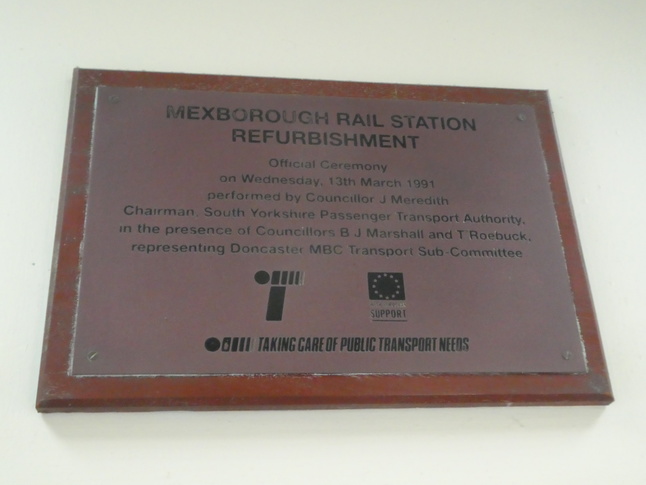 MEXBOROUGH RAIL STATION
REFURBISHMENT
Official Ceremony
on Wednesday, 13th March 1991
performed by Councillor J Meredith
Chairman, South Yorkshire Passenger Transport Authority,
in the presence of Councillors B J Marshall and T Roebuck,
representing Doncaster MBC Transport Sub-Committee
SUPPORT
TAKING CARE OF PUBLIC TRANSPORT NEEDS